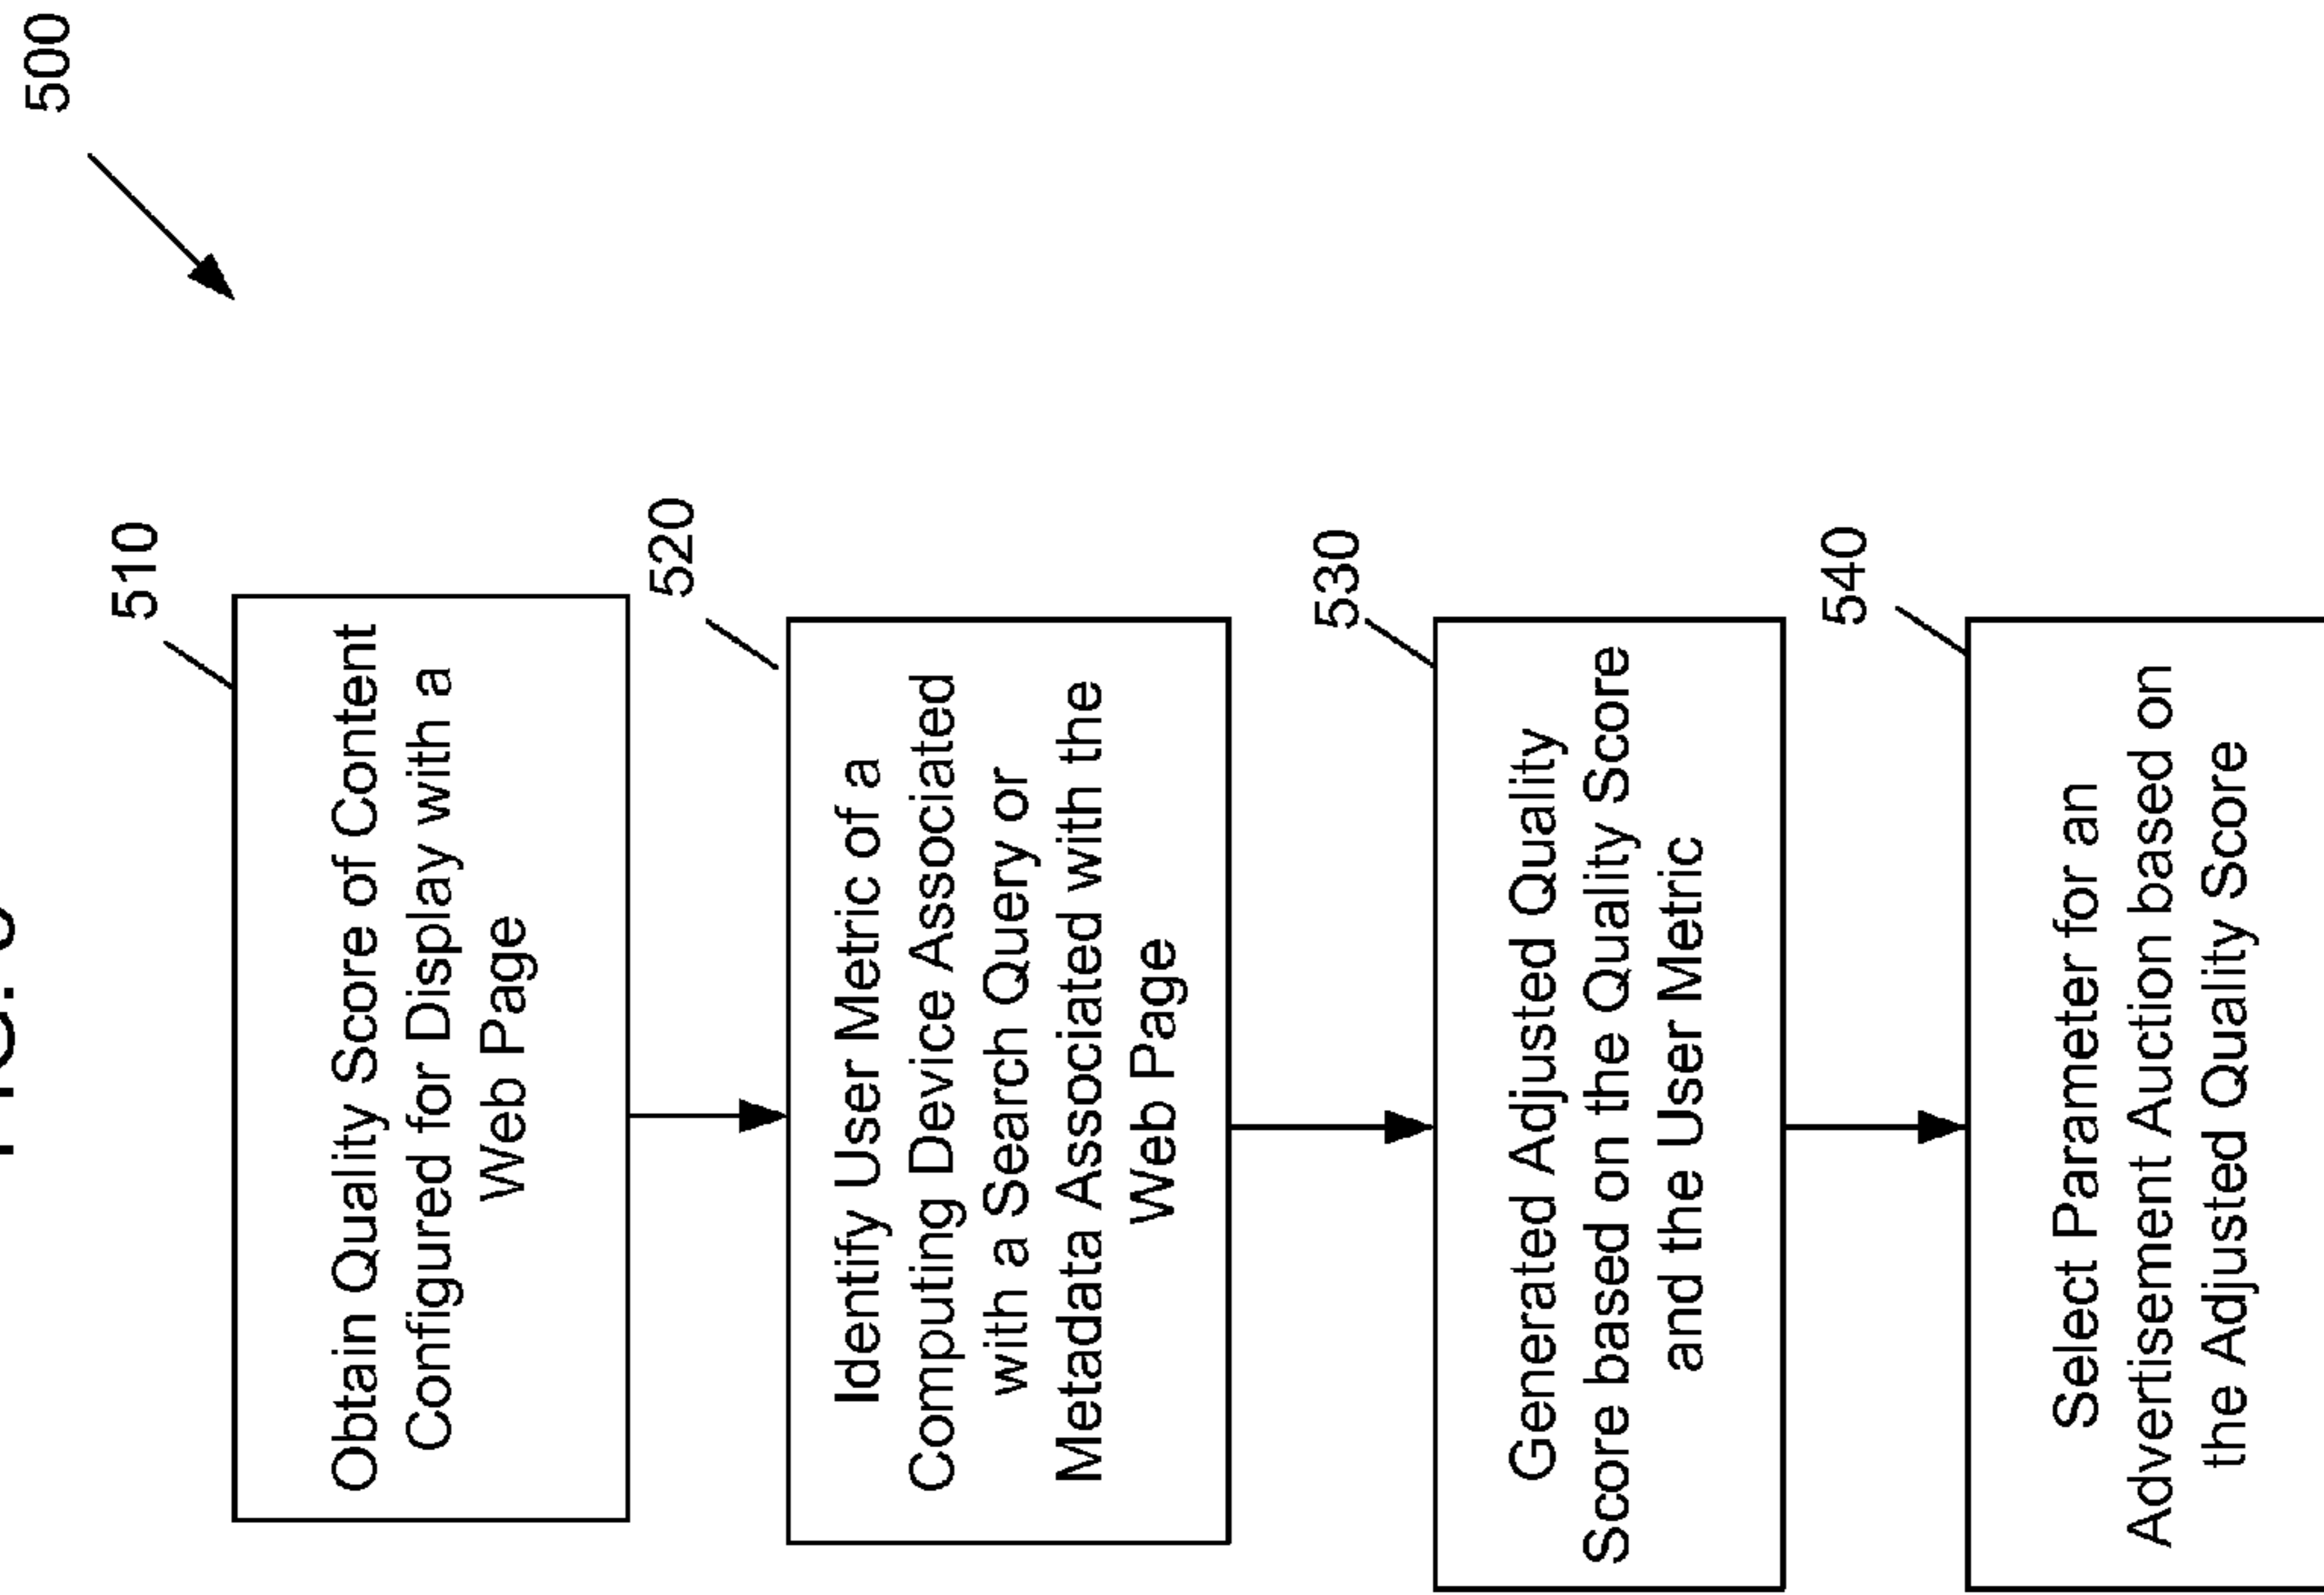 500
510
Obtain Quality Score of Content
Configured for Display with a
Web Page
520
Identify User Metric of a
Computing Device Associated
with a Search Query or
Metadata Associated with the
Web Page
530
Generated Adjusted Quality
Score based on the Quality Score
and the User Metric
540
Select Parameter for an
Advertisement Auction based on
the Adjusted Quality Score